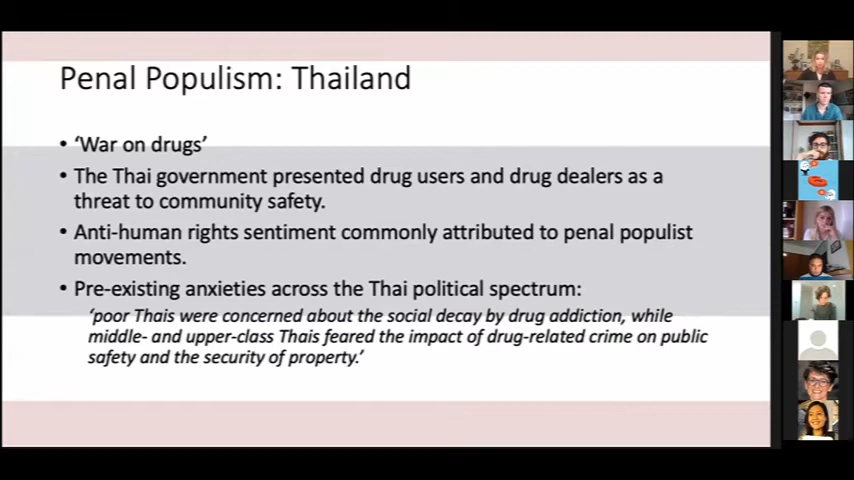 Penal Populism: Thailand
• ‘War on drugs’
• The Thai government presented drug users and drug dealers as a
threat to community safety.
• Anti-human rights sentiment commonly attributed to penal populist
movements.
• Pre-existing anxieties across the Thai political spectrum:
‘poor Thais were concerned about the social decay by drug addiction, while
middle- and upper-class Thais feared the impact of drug-related crime on public
safety and the security of property.’